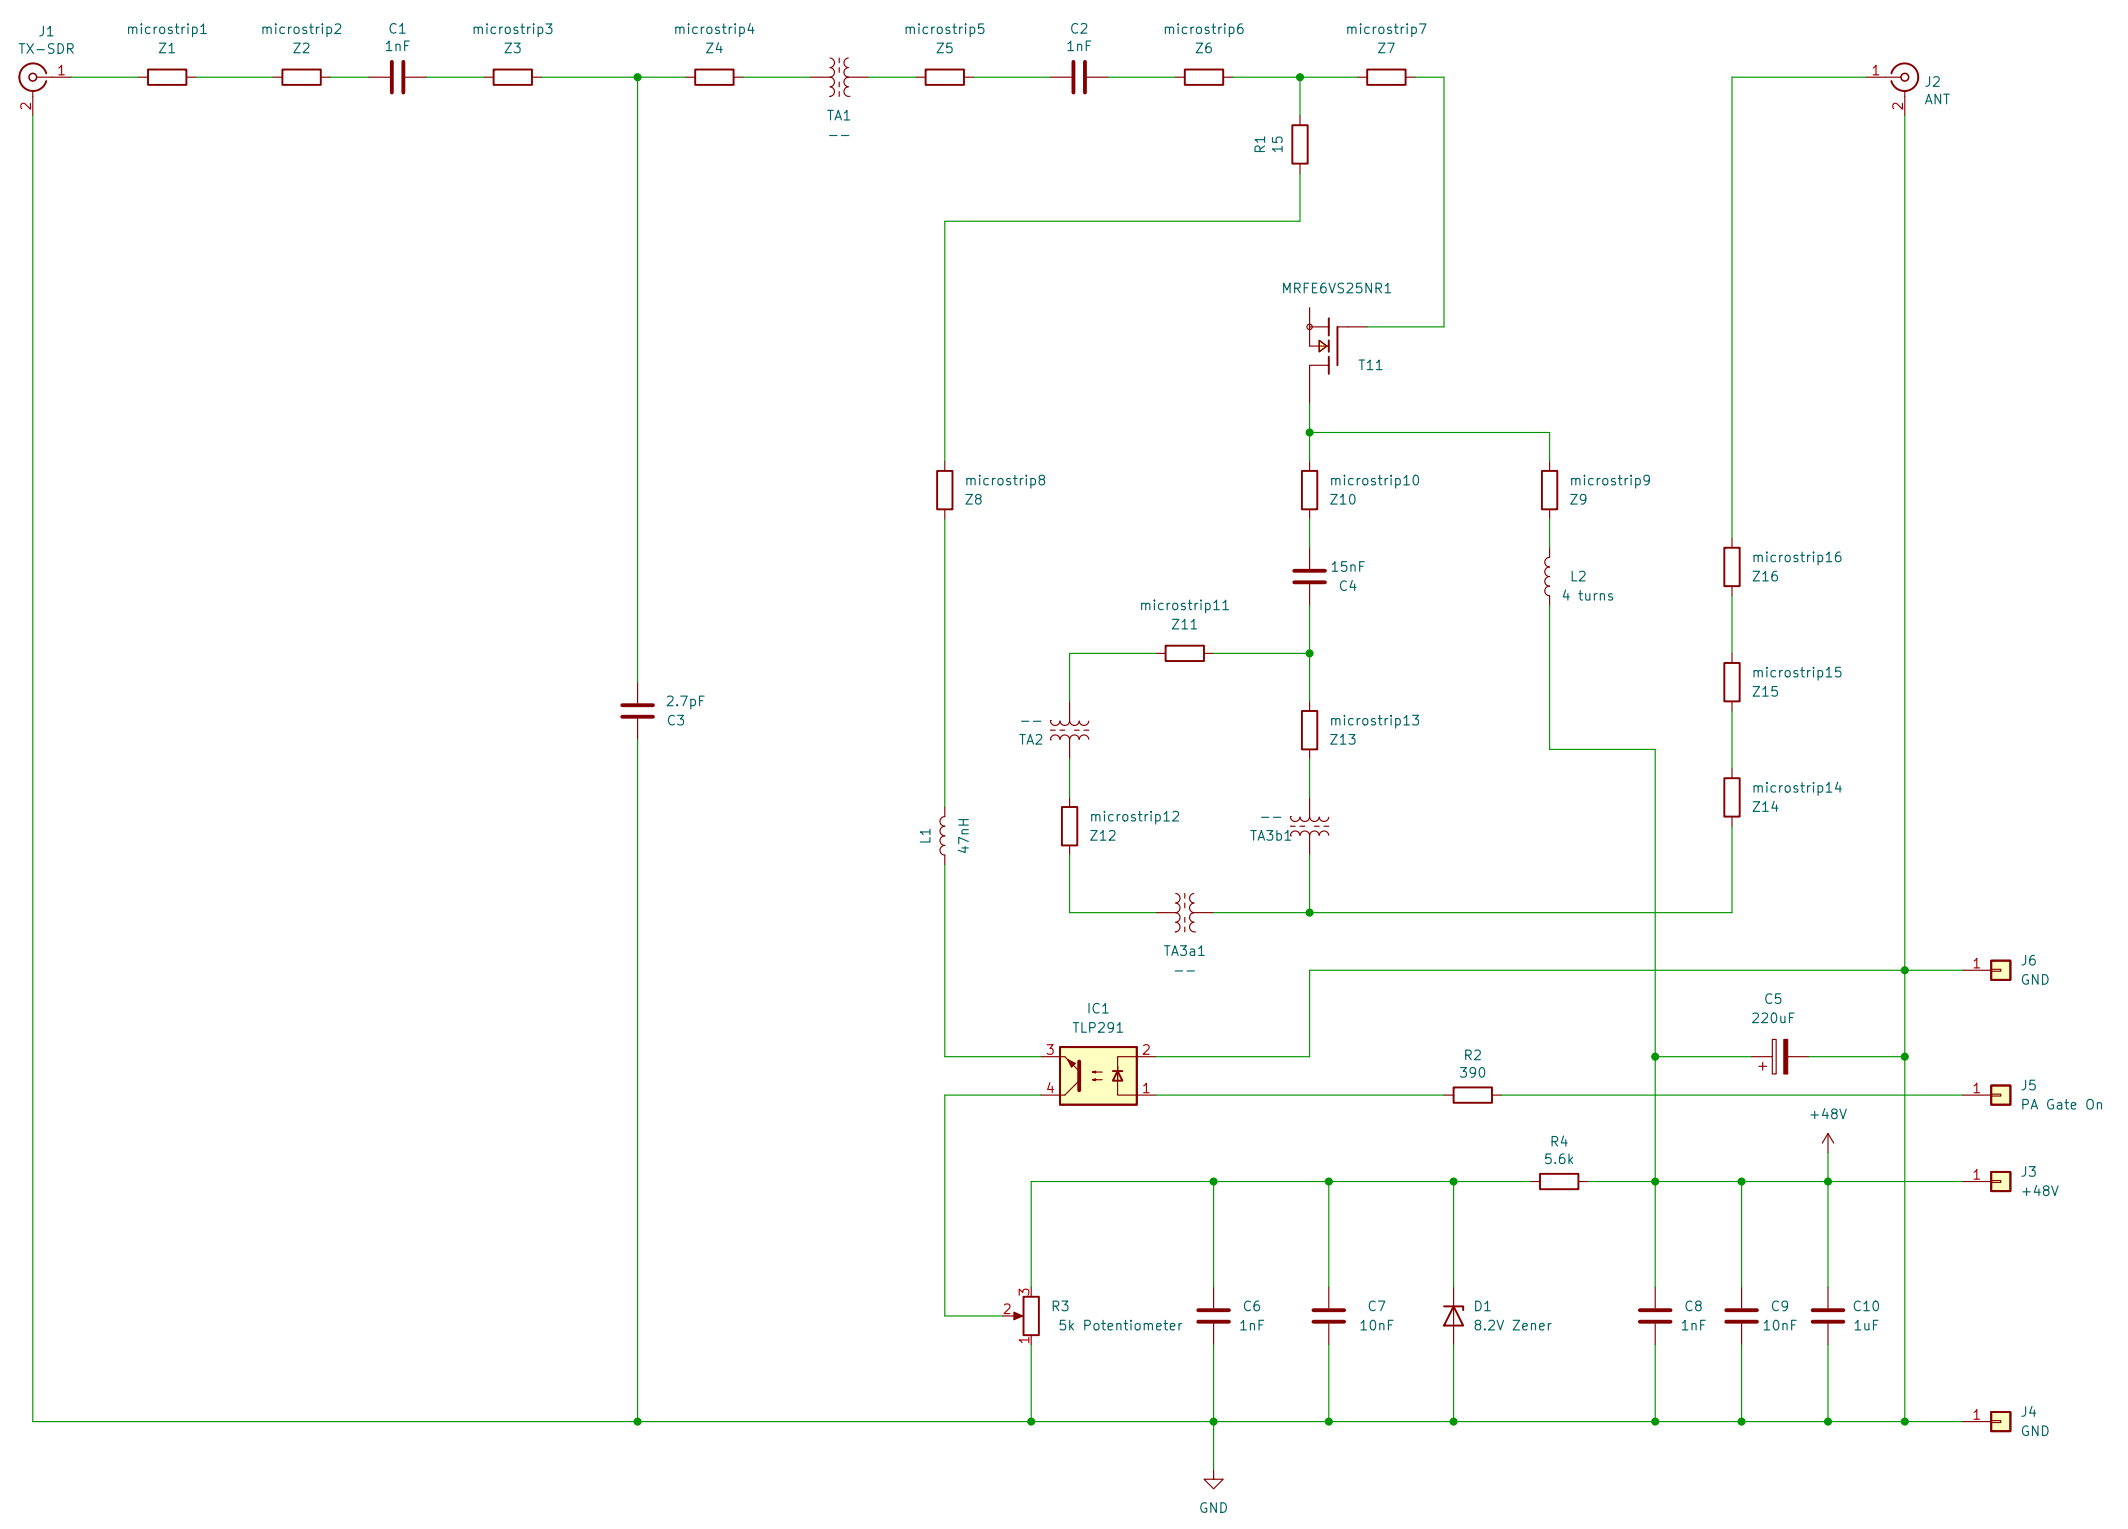 J1
TX-SDR
1
2
microstrip1
Z1
microstrip2
Z2
C1
1nF
microstrip3
Z3
microstrip4
Z4
TA1
--
microstrip5
Z5
C2
1nF
microstrip6
Z6
microstrip7
Z7
R1
15
1
2
J2
ANT
MRFE6VS25NR1
T11
microstrip8
Z8
microstrip10
Z10
microstrip9
Z9
15nF
C4
L2
4 turns
microstrip16
Z16
microstrip11
Z11
microstrip15
Z15
2.7pF
C3
--
TA2
microstrip13
Z13
microstrip14
Z14
L1
47nH
microstrip12
Z12
--
TA3b1
TA3a1
--
1
J6
GND
IC1
TLP291
3
4
2
1
C5
220uF
+
R2
390
1
J5
PA Gate On
+48V
R4
5.6k
1
J3
+48V
3
2
1
R3
5k Potentiometer
C6
1nF
C7
10nF
D1
8.2V Zener
C8
1nF
C9
10nF
C10
1uF
1
J4
GND
GND